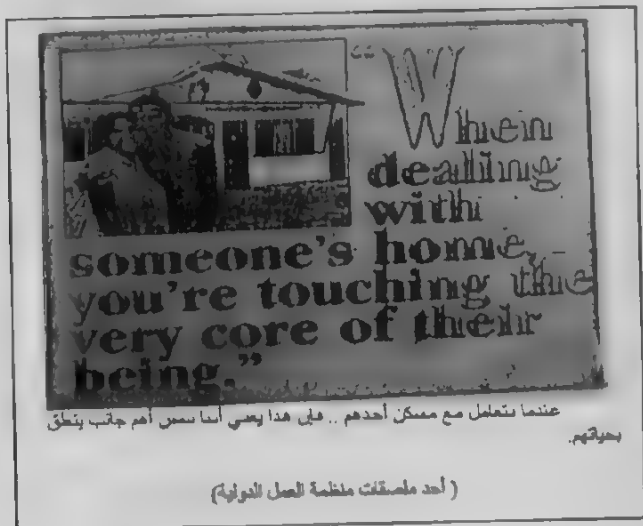 “When
dealing
with
someone's home,
you're touching the
very core of their
being.”
عندما نتعامل مع مسكن أحدهم .. فإن هذا يعني أننا نمس أهم جانب يتعلق
بحياتهم.
( أحد ملصقات منظمة العمل الدولية)